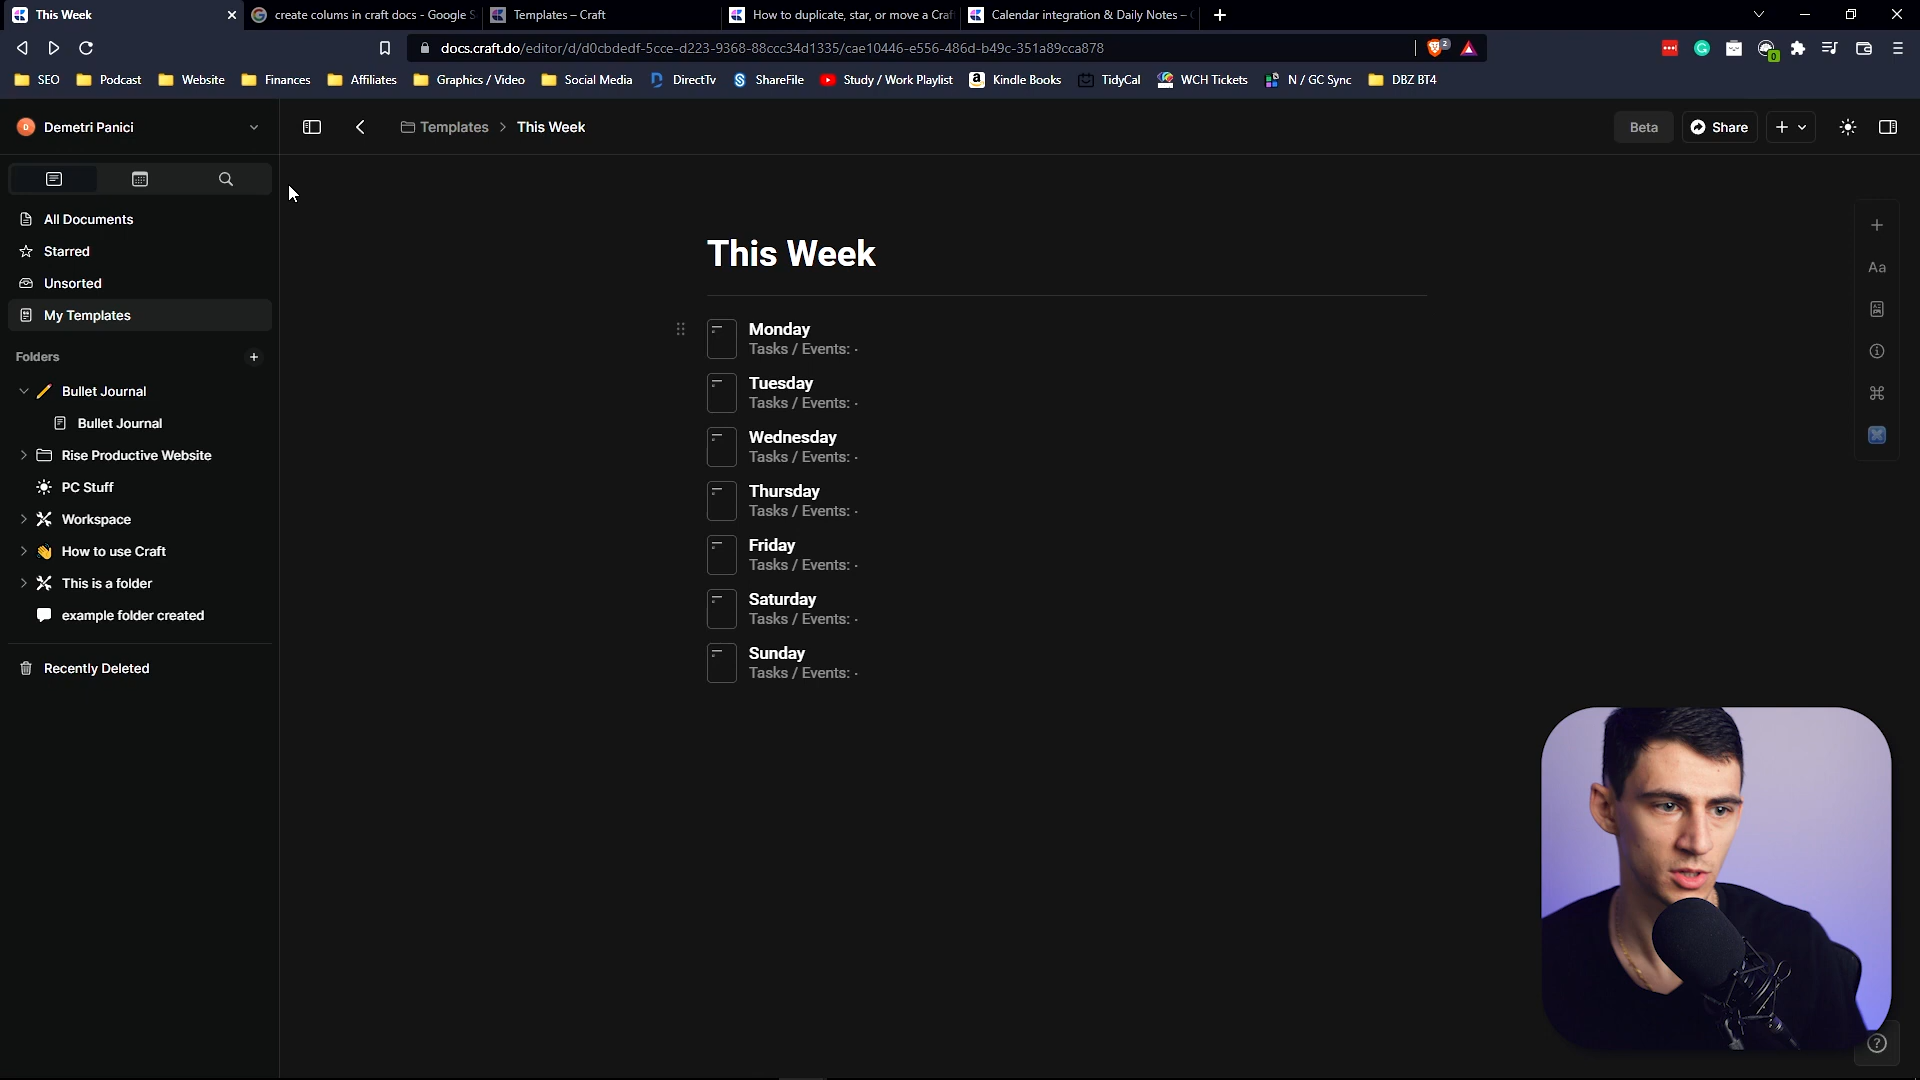 This Week
create colums in craft docs - Google S
Templates – Craft
How to duplicate, star, or move a Craf
Calendar integration & Daily Notes –
docs.craft.do/editor/d/d0cbdedf-5cce-d223-9368-88ccc34d1335/cae10446-e556-486d-b49c-351a89cca878
2
0
SEO
Podcast
Website
Finances
Affiliates
Graphics / Video
Social Media
DirectTv
ShareFile
Study / Work Playlist
Kindle Books
TidyCal
WCH Tickets
N / GC Sync
DBZ BT4
Demetri Panici
Templates > This Week
Beta
Share
All Documents
Starred
Unsorted
My Templates
Folders
Bullet Journal
Bullet Journal
Rise Productive Website
PC Stuff
Workspace
How to use Craft
This is a folder
example folder created
Recently Deleted
This Week
Monday
Tasks / Events: ·
Tuesday
Tasks / Events: ·
Wednesday
Tasks / Events: ·
Thursday
Tasks / Events: ·
Friday
Tasks / Events: ·
Saturday
Tasks / Events: ·
Sunday
Tasks / Events: ·
Aa